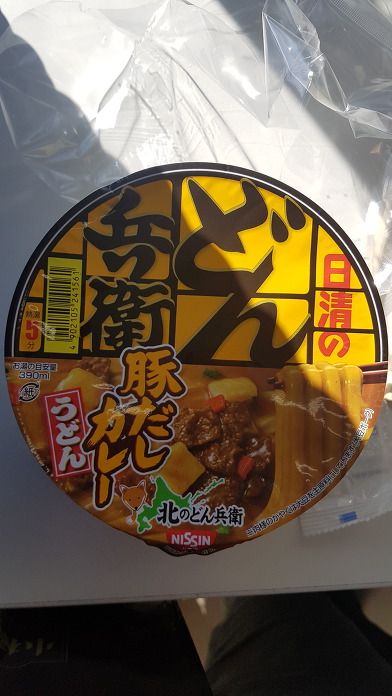 日清の
どん
兵衛
熱湯
5
分
4902105241561
お湯の目安量
390ml
豚だし
カレー
うどん
北のどん兵衛
NISSIN